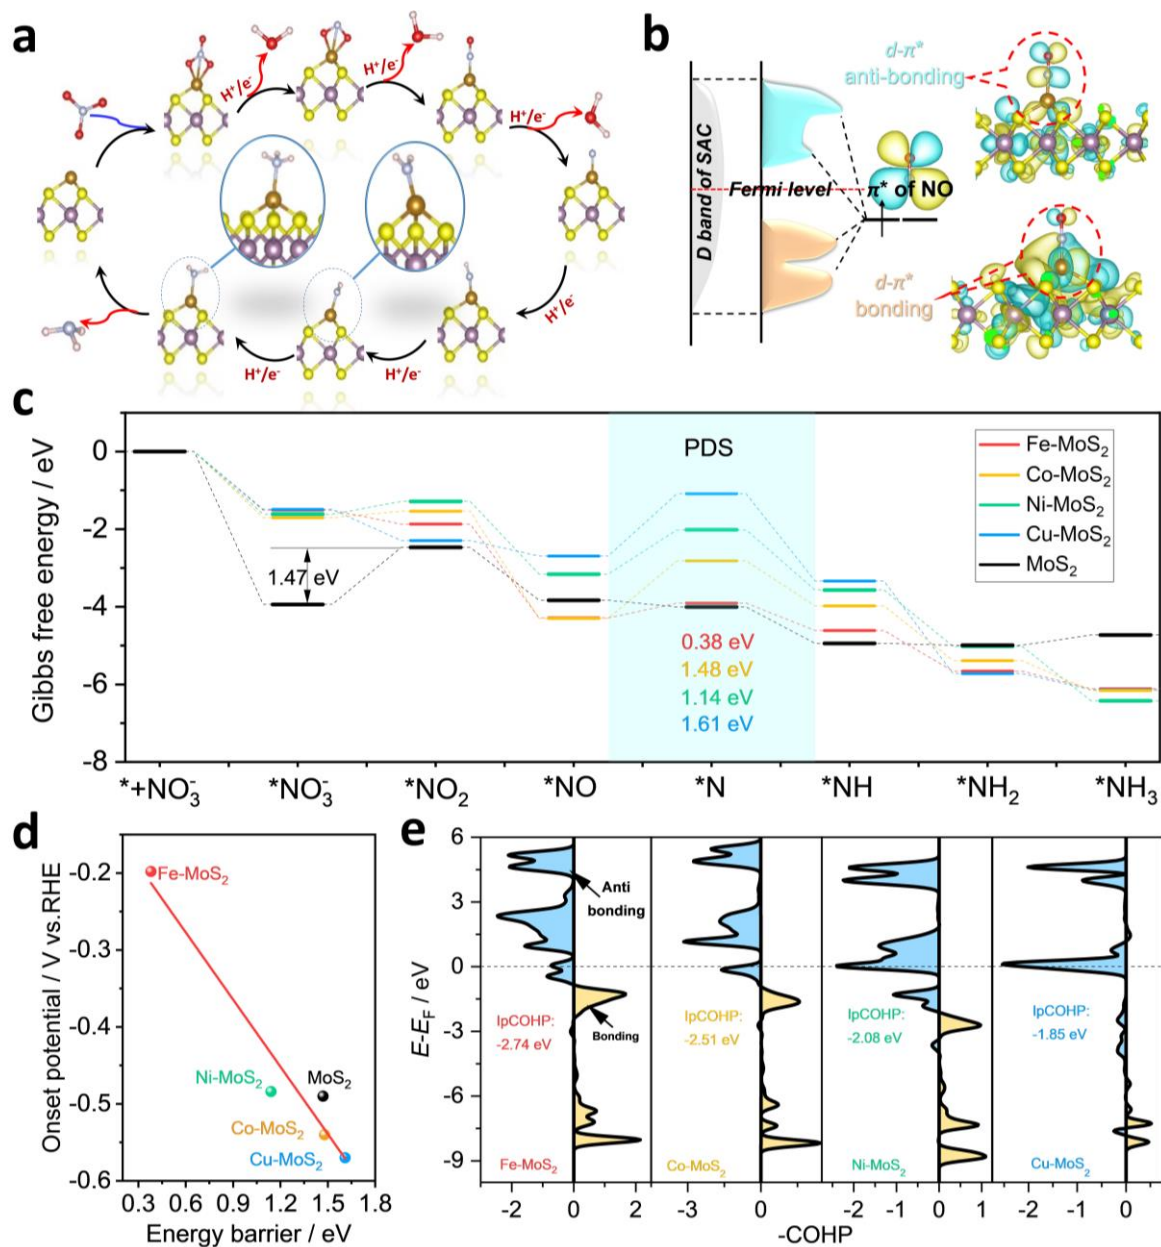 a
H⁺/e⁻
H⁺/e⁻
H⁺/e⁻
H⁺/e⁻
H⁺/e⁻
H⁺/e⁻
b
d-π*
anti-bonding
D band of SAC
Fermi level
π* of NO
d-π*
bonding
c
Gibbs free energy / eV
0
-2
-4
-6
-8
PDS
1.47 eV
0.38 eV
1.48 eV
1.14 eV
1.61 eV
Fe-MoS₂
Co-MoS₂
Ni-MoS₂
Cu-MoS₂
MoS₂
*+NO₃⁻ *NO₃⁻ *NO₂ *NO *N *NH *NH₂ *NH₃
d
Onset potential / V vs.RHE
-0.2
-0.3
-0.4
-0.5
-0.6
Fe-MoS₂
Ni-MoS₂
MoS₂
Co-MoS₂
Cu-MoS₂
0.3 0.6 0.9 1.2 1.5 1.8
Energy barrier / eV
e
E-E_F / eV
6
3
0
-3
-6
-9
Anti
bonding
Bonding
IpCOHP:
-2.74 eV
Fe-MoS₂
IpCOHP:
-2.51 eV
Co-MoS₂
IpCOHP:
-2.08 eV
Ni-MoS₂
IpCOHP:
-1.85 eV
Cu-MoS₂
-2 -1 0 1 2 -3 0 -2 -1 0 1 -2 -1 0
-COHP